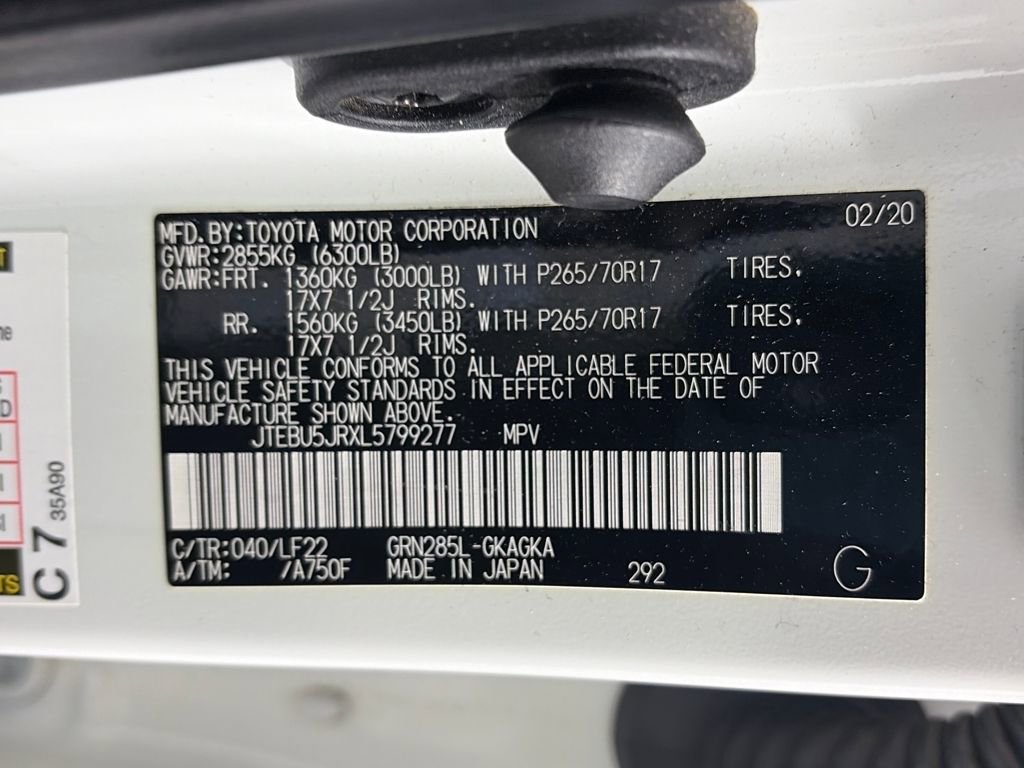 MFD.BY:TOYOTA MOTOR CORPORATION 02/20
GVWR:2855KG (6300LB)
GAWR:FRT. 1360KG (3000LB) WITH P265/70R17 TIRES.
17X7 1/2J RIMS.
RR. 1560KG (3450LB) WITH P265/70R17 TIRES.
17X7 1/2J RIMS.
THIS VEHICLE CONFORMS TO ALL APPLICABLE FEDERAL MOTOR
VEHICLE SAFETY STANDARDS IN EFFECT ON THE DATE OF
MANUFACTURE SHOWN ABOVE.
JTEBU5JRXL5799277 MPV
C/TR:040/LF22 GRN285L-GKAGKA
A/TM: /A750F MADE IN JAPAN 292 G
C 7
35A90